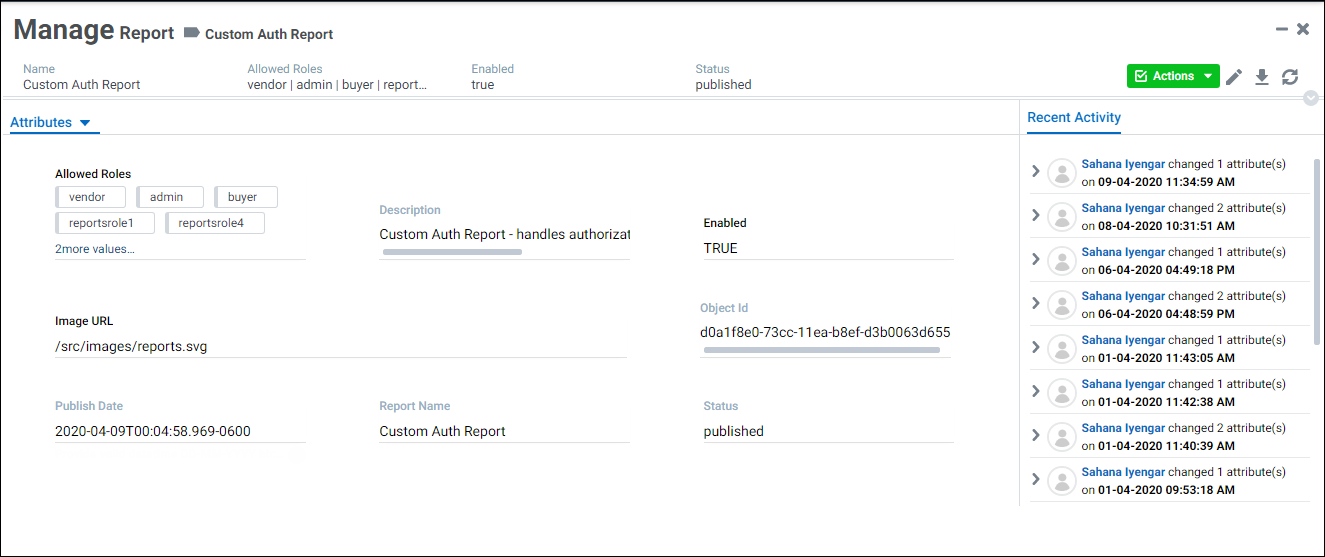 Manage Report Custom Auth Report
Name
Custom Auth Report
Allowed Roles
vendor | admin | buyer | report...
Enabled
true
Status
published
Actions
Attributes
Allowed Roles
vendor admin buyer
reportsrole1 reportsrole4
2more values...
Description
Custom Auth Report - handles authorizat
Enabled
TRUE
Image URL
/src/images/reports.svg
Object Id
d0a1f8e0-73cc-11ea-b8ef-d3b0063d655
Publish Date
2020-04-09T00:04:58.969-0600
Report Name
Custom Auth Report
Status
published
Recent Activity
Sahana Iyengar changed 1 attribute(s)
on 09-04-2020 11:34:59 AM
Sahana Iyengar changed 2 attribute(s)
on 08-04-2020 10:31:51 AM
Sahana Iyengar changed 1 attribute(s)
on 06-04-2020 04:49:18 PM
Sahana Iyengar changed 2 attribute(s)
on 06-04-2020 04:48:59 PM
Sahana Iyengar changed 1 attribute(s)
on 01-04-2020 11:43:05 AM
Sahana Iyengar changed 1 attribute(s)
on 01-04-2020 11:42:38 AM
Sahana Iyengar changed 2 attribute(s)
on 01-04-2020 11:40:39 AM
Sahana Iyengar changed 1 attribute(s)
on 01-04-2020 09:53:18 AM